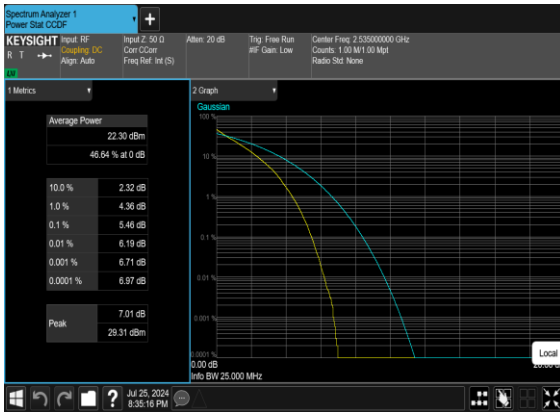 Spectrum Analyzer 1
Power Stat CCDF
+
KEYSIGHT
R T
LM
Input: RF
Coupling: DC
Align: Auto
Input Z: 50 Ω
Corr CCorr
Freq Ref: Int (S)
Atten: 20 dB
Trig: Free Run
#IF Gain: Low
Center Freq: 2.535000000 GHz
Counts: 1.00 M/1.00 Mpt
Radio Std: None
1 Metrics
Average Power
22.30 dBm
46.64 % at 0 dB
10.0 % 2.32 dB
1.0 % 4.36 dB
0.1 % 5.46 dB
0.01 % 6.19 dB
0.001 % 6.71 dB
0.0001 % 6.97 dB
Peak 7.01 dB
29.31 dBm
2 Graph
Gaussian
100 %
10 %
1 %
0.1 %
0.01 %
0.001 %
0.0001 %
0.00 dB
Info BW 25.000 MHz
Local
?
Jul 25, 2024
8:35:16 PM